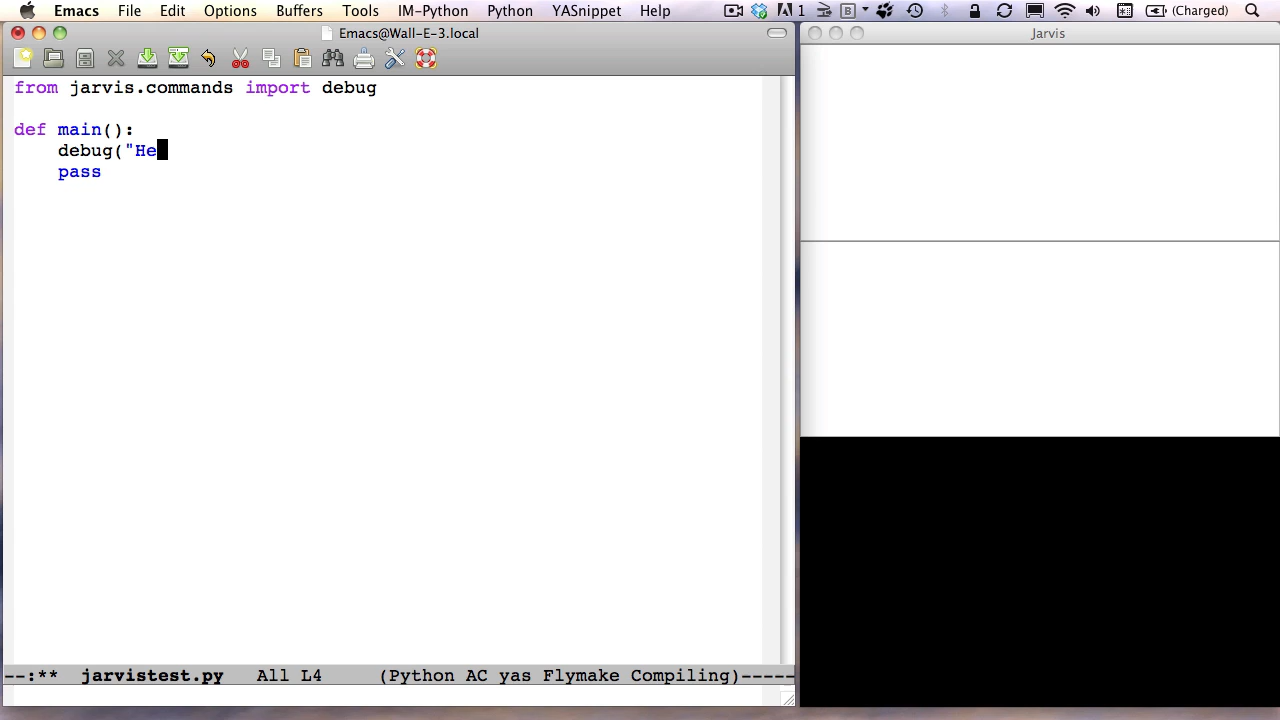 Emacs File Edit Options Buffers Tools IM-Python Python YASnippet Help 1 (Charged)
Emacs@Wall-E-3.local
Jarvis
from jarvis.commands import debug
def main():
debug("He
pass
--:** jarvistest.py All L4 (Python AC yas Flymake Compiling)-----